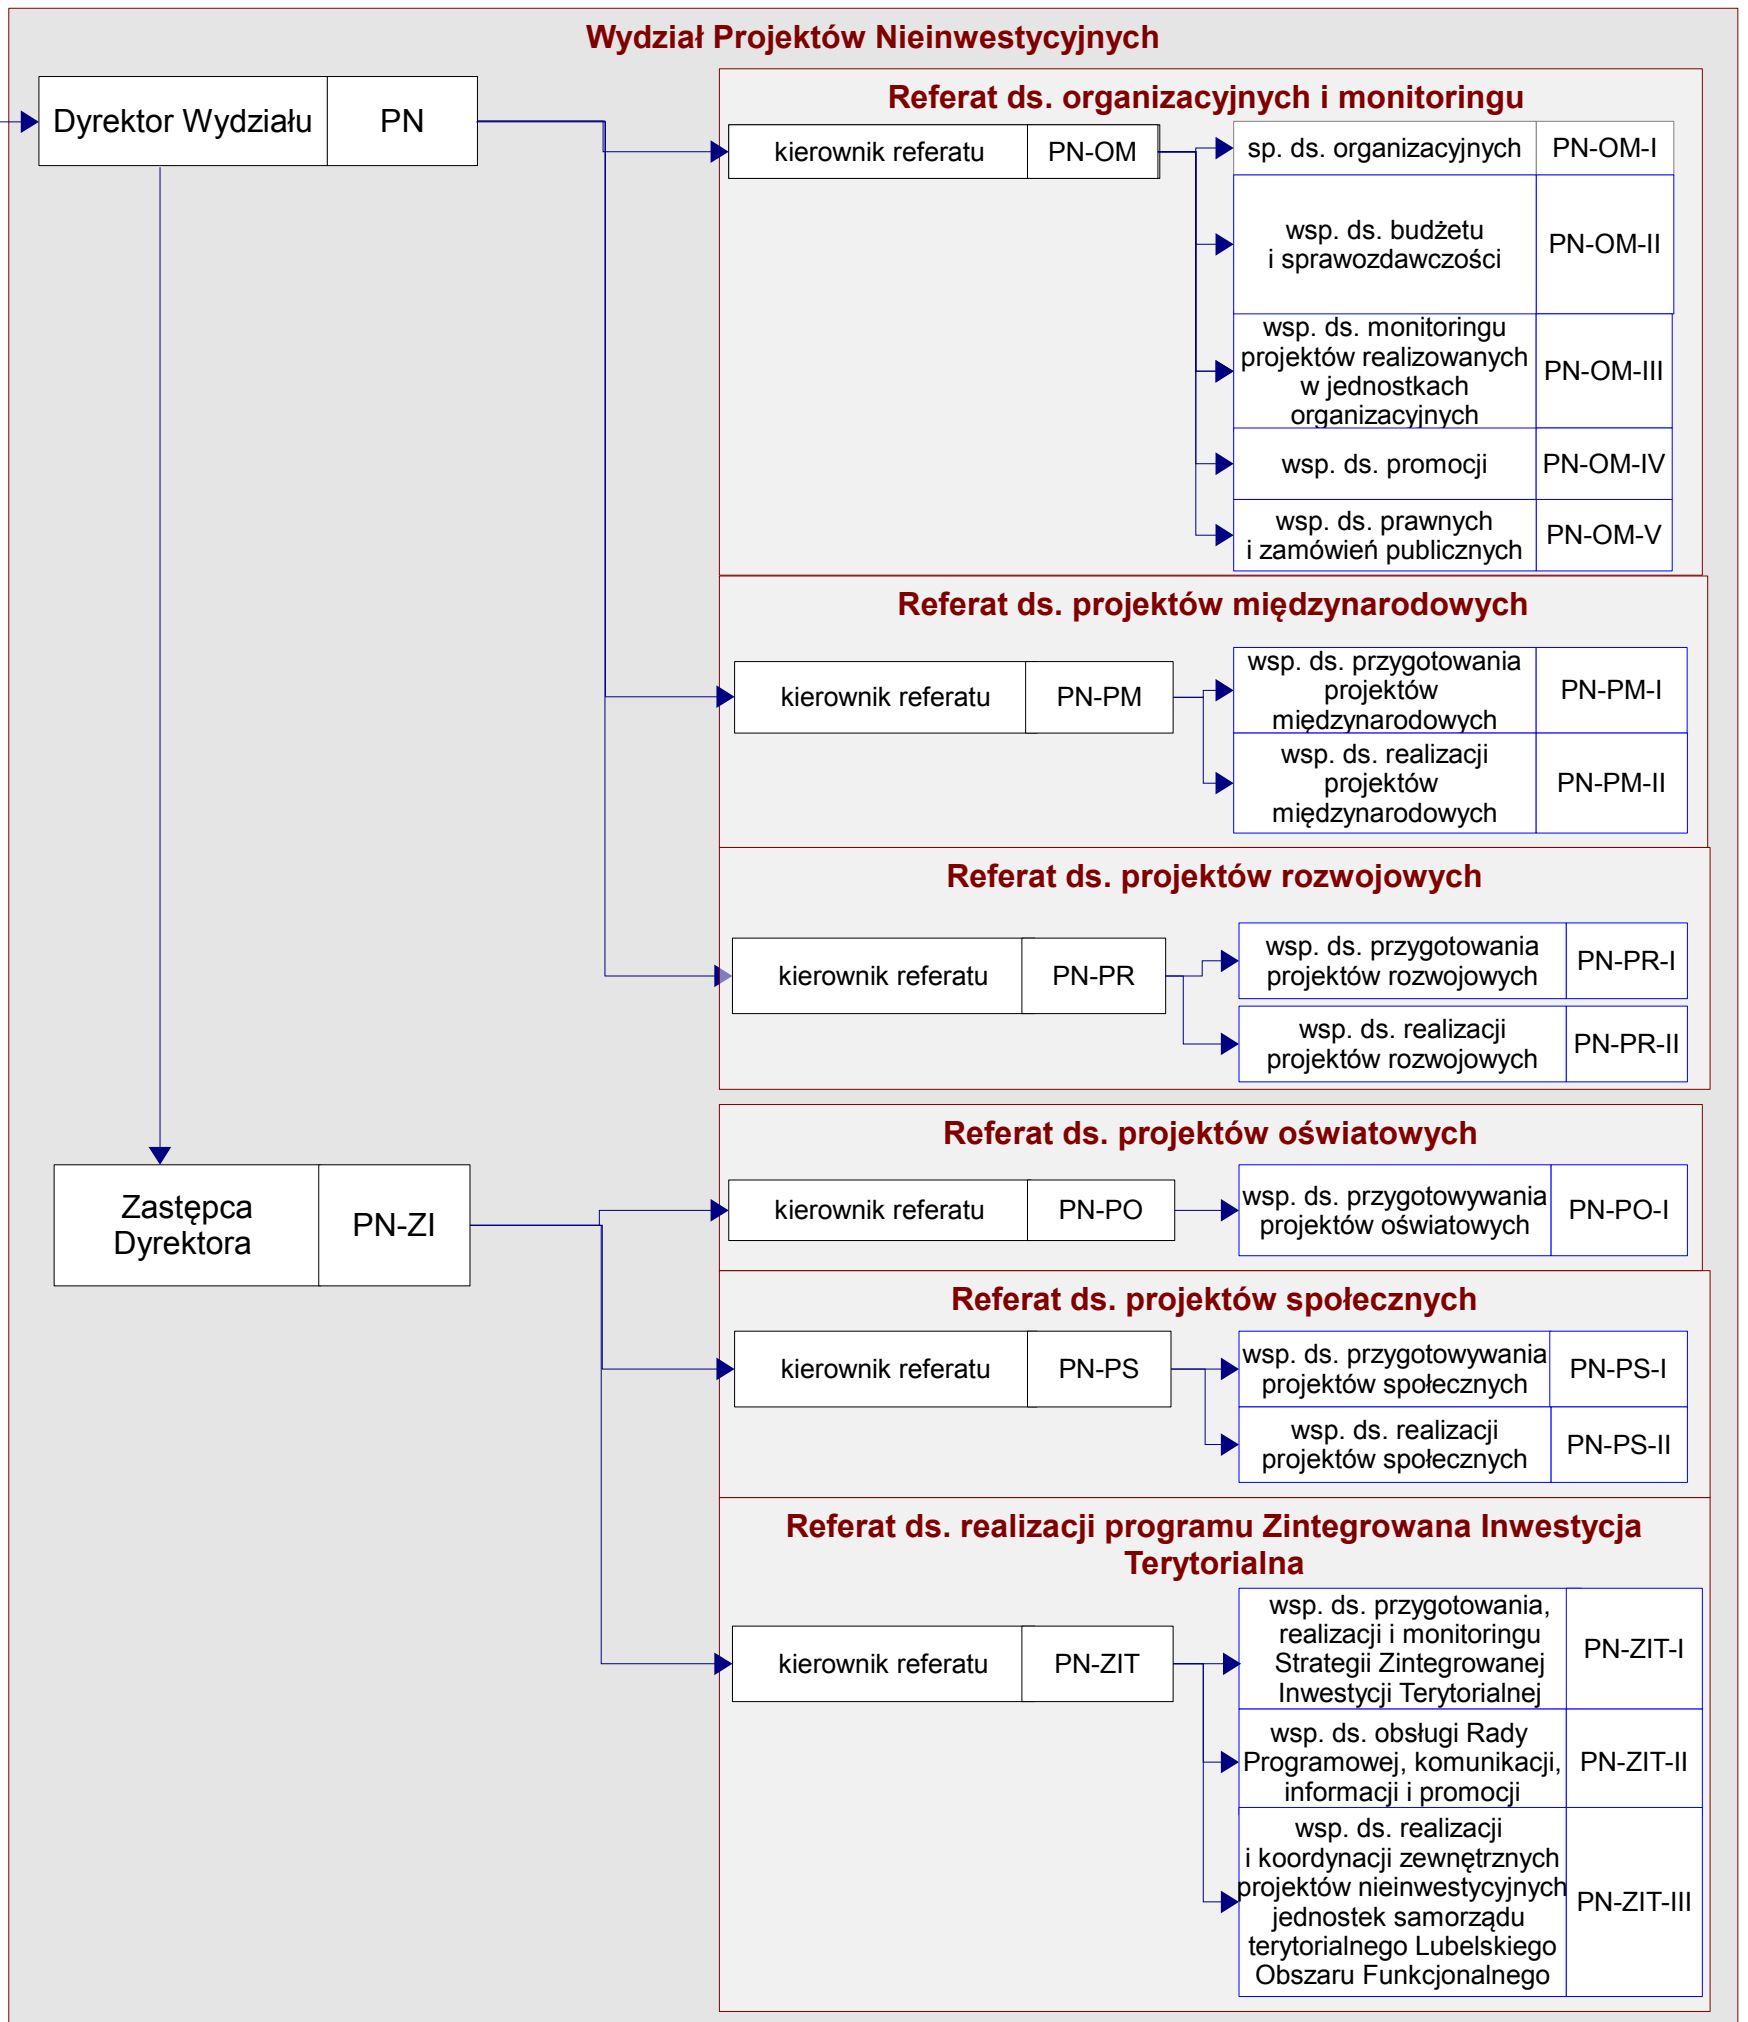 Wydział Projektów Nieinwestycyjnych
Dyrektor Wydziału
PN
Referat ds. organizacyjnych i monitoringu
kierownik referatu
PN-OM
sp. ds. organizacyjnych
PN-OM-I
wsp. ds. budżetu
i sprawozdawczości
PN-OM-II
wsp. ds. monitoringu
projektów realizowanych
w jednostkach
organizacyjnych
PN-OM-III
wsp. ds. promocji
PN-OM-IV
wsp. ds. prawnych
i zamówień publicznych
PN-OM-V
Referat ds. projektów międzynarodowych
kierownik referatu
PN-PM
wsp. ds. przygotowania
projektów
międzynarodowych
PN-PM-I
wsp. ds. realizacji
projektów
międzynarodowych
PN-PM-II
Referat ds. projektów rozwojowych
kierownik referatu
PN-PR
wsp. ds. przygotowania
projektów rozwojowych
PN-PR-I
wsp. ds. realizacji
projektów rozwojowych
PN-PR-II
Zastępca
Dyrektora
PN-ZI
Referat ds. projektów oświatowych
kierownik referatu
PN-PO
wsp. ds. przygotowywania
projektów oświatowych
PN-PO-I
Referat ds. projektów społecznych
kierownik referatu
PN-PS
wsp. ds. przygotowywania
projektów społecznych
PN-PS-I
wsp. ds. realizacji
projektów społecznych
PN-PS-II
Referat ds. realizacji programu Zintegrowana Inwestycja
Terytorialna
kierownik referatu
PN-ZIT
wsp. ds. przygotowania,
realizacji i monitoringu
Strategii Zintegrowanej
Inwestycji Terytorialnej
PN-ZIT-I
wsp. ds. obsługi Rady
Programowej, komunikacji,
informacji i promocji
PN-ZIT-II
wsp. ds. realizacji
i koordynacji zewnętrznych
projektów nieinwestycyjnych
jednostek samorządu
terytorialnego Lubelskiego
Obszaru Funkcjonalnego
PN-ZIT-III